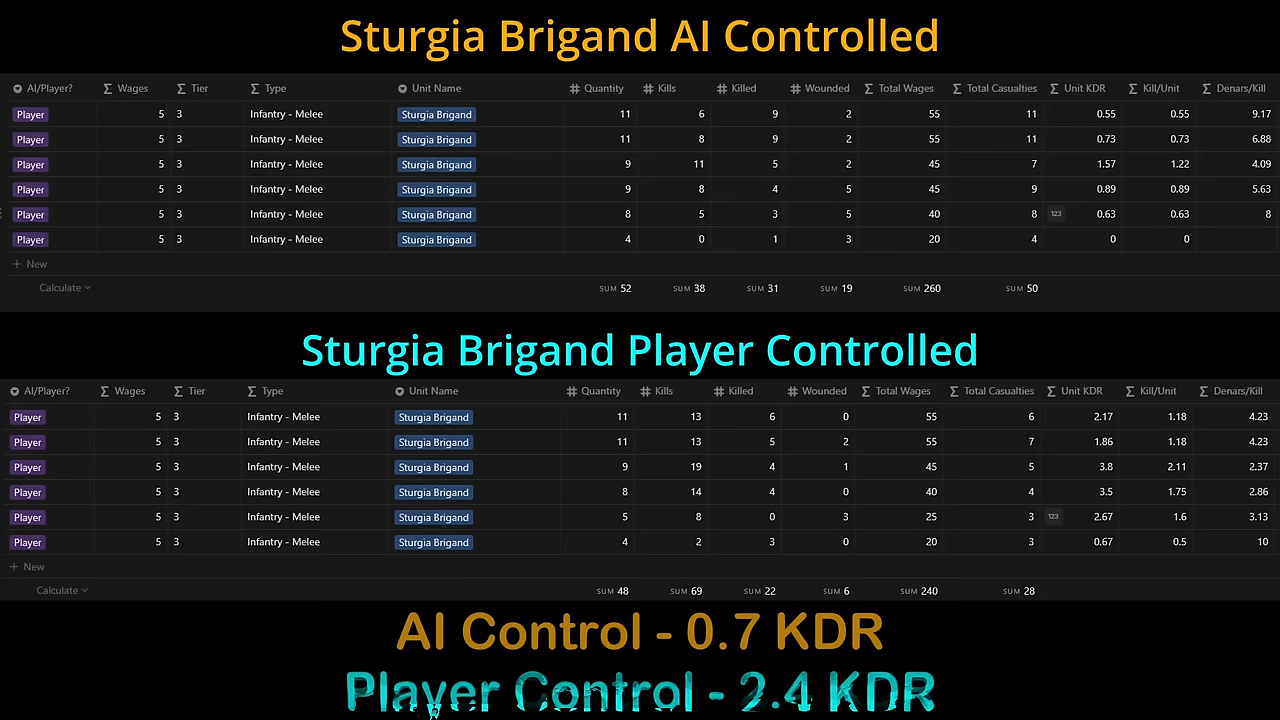 Sturgia Brigand AI Controlled
AI/Player? Σ Wages Σ Tier Σ Type Unit Name # Quantity # Kills # Killed # Wounded Σ Total Wages Σ Total Casualties Σ Unit KDR Σ Kill/Unit Σ Denars/Kill
Player 5 3 Infantry - Melee Sturgia Brigand 11 6 9 2 55 11 0.55 0.55 9.17
Player 5 3 Infantry - Melee Sturgia Brigand 11 8 9 2 55 11 0.73 0.73 6.88
Player 5 3 Infantry - Melee Sturgia Brigand 9 11 5 2 45 7 1.57 1.22 4.09
Player 5 3 Infantry - Melee Sturgia Brigand 9 8 4 5 45 9 0.89 0.89 5.63
Player 5 3 Infantry - Melee Sturgia Brigand 8 5 3 5 40 8 123 0.63 0.63 8
Player 5 3 Infantry - Melee Sturgia Brigand 4 0 1 3 20 4 0 0
+ New
Calculate SUM 52 SUM 38 SUM 31 SUM 19 SUM 260 SUM 50
Sturgia Brigand Player Controlled
AI/Player? Σ Wages Σ Tier Σ Type Unit Name # Quantity # Kills # Killed # Wounded Σ Total Wages Σ Total Casualties Σ Unit KDR Σ Kill/Unit Σ Denars/Kill
Player 5 3 Infantry - Melee Sturgia Brigand 11 13 6 0 55 6 2.17 1.18 4.23
Player 5 3 Infantry - Melee Sturgia Brigand 11 13 5 2 55 7 1.86 1.18 4.23
Player 5 3 Infantry - Melee Sturgia Brigand 9 19 4 1 45 5 3.8 2.11 2.37
Player 5 3 Infantry - Melee Sturgia Brigand 8 14 4 0 40 4 3.5 1.75 2.86
Player 5 3 Infantry - Melee Sturgia Brigand 5 8 0 3 25 3 123 2.67 1.6 3.13
Player 5 3 Infantry - Melee Sturgia Brigand 4 2 3 0 20 3 0.67 0.5 10
+ New
Calculate SUM 48 SUM 69 SUM 22 SUM 6 SUM 240 SUM 28
AI Control - 0.7 KDR
Player Control - 2.4 KDR